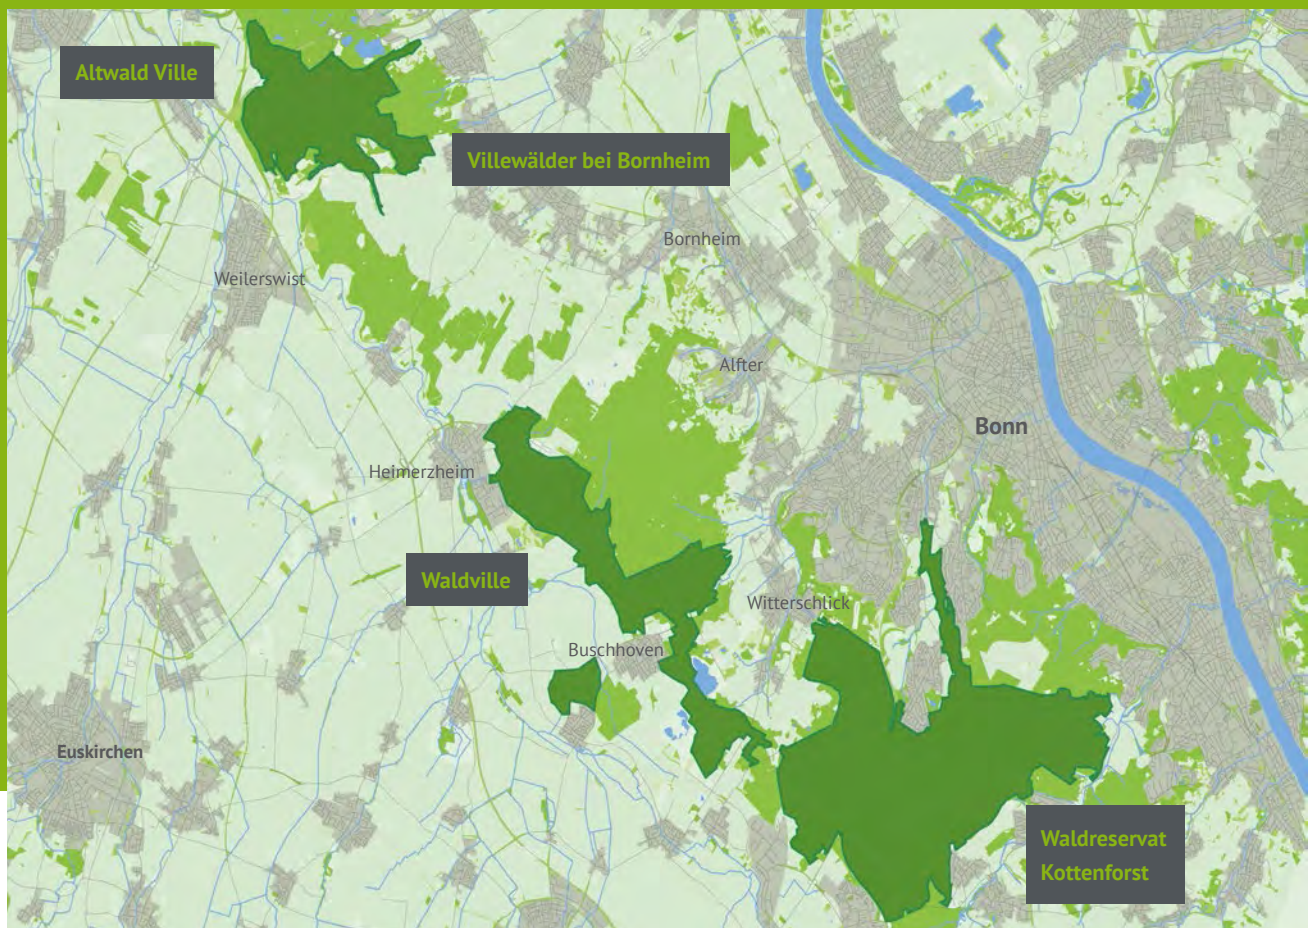 Altwald Ville
Villewälder bei Bornheim
Bornheim
Weilerswist
Alfter
Bonn
Heimerzheim
Waldville
Witterschlick
Buschhoven
Euskirchen
Waldreservat
Kottenforst